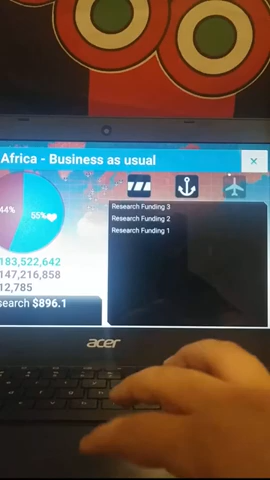 Africa - Business as usual
44%
55%
Research Funding 3
Research Funding 2
Research Funding 1
183,522,642
147,216,858
12,785
search $896.1
acer